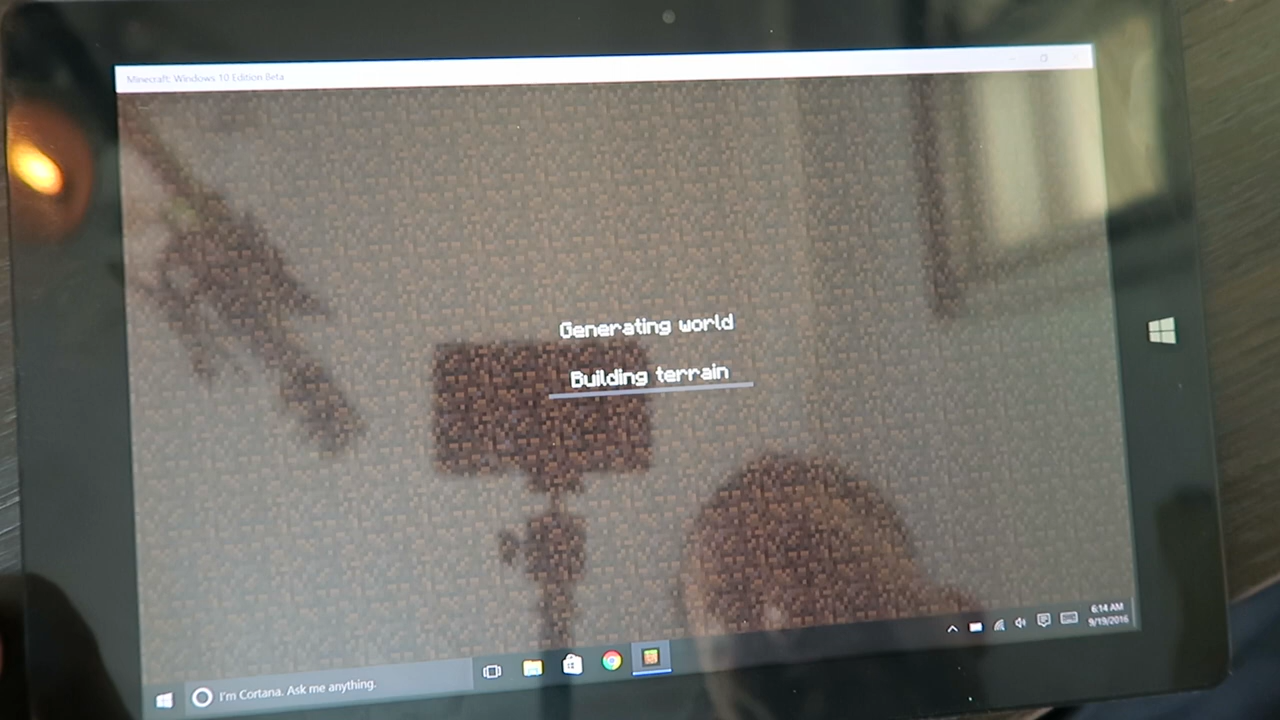 Minecraft: Windows 10 Edition Beta
Generating world
Building terrain
I'm Cortana. Ask me anything.
6:14 AM
9/19/2016